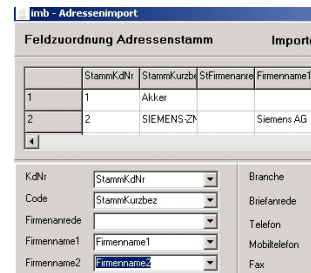 imb - Adressenimport
Feldzuordnung Adressenstamm Importe
StammKdNr StammKurzbe StFirmenanre Firmenname1
1 1 Akker
2 2 SIEMENS-ZN Siemens AG
KdNr StammKdNr Branche
Code StammKurzbez Briefanrede
Firmenanrede Telefon
Firmenname1 Firmenname1 Mobiltelefon
Firmenname2 Firmenname2 Fax